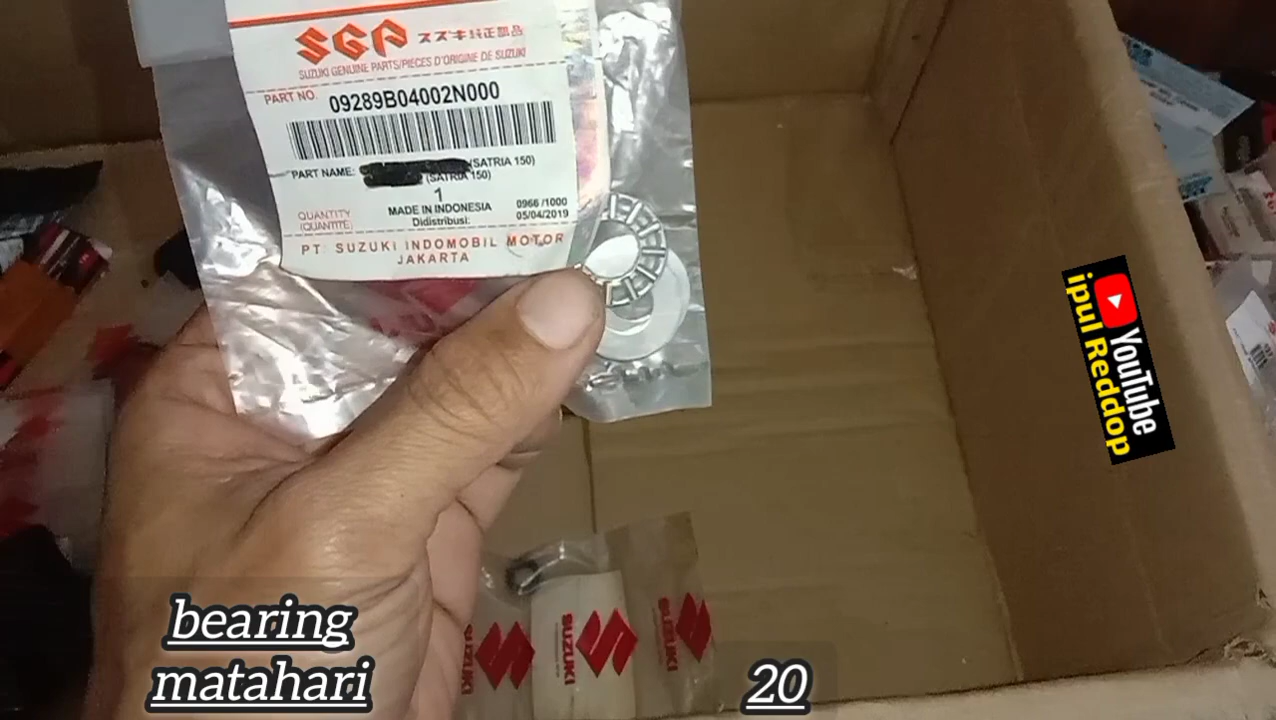 SGP スズキ純正部品
SUZUKI GENUINE PARTS/PIECES D'ORIGINE DE SUZUKI
PART NO. 09289B04002N000
PART NAME: (SATRIA 150)
(SATRIA 150)
1
QUANTITY
(QUANTITE)
MADE IN INDONESIA
Didistribusi:
0966 /1000
05/04/2019
PT. SUZUKI INDOMOBIL MOTOR
JAKARTA
YouTube
ipul Reddop
SUZUKI
SUZUKI
SUZUKI
bearing
matahari
20